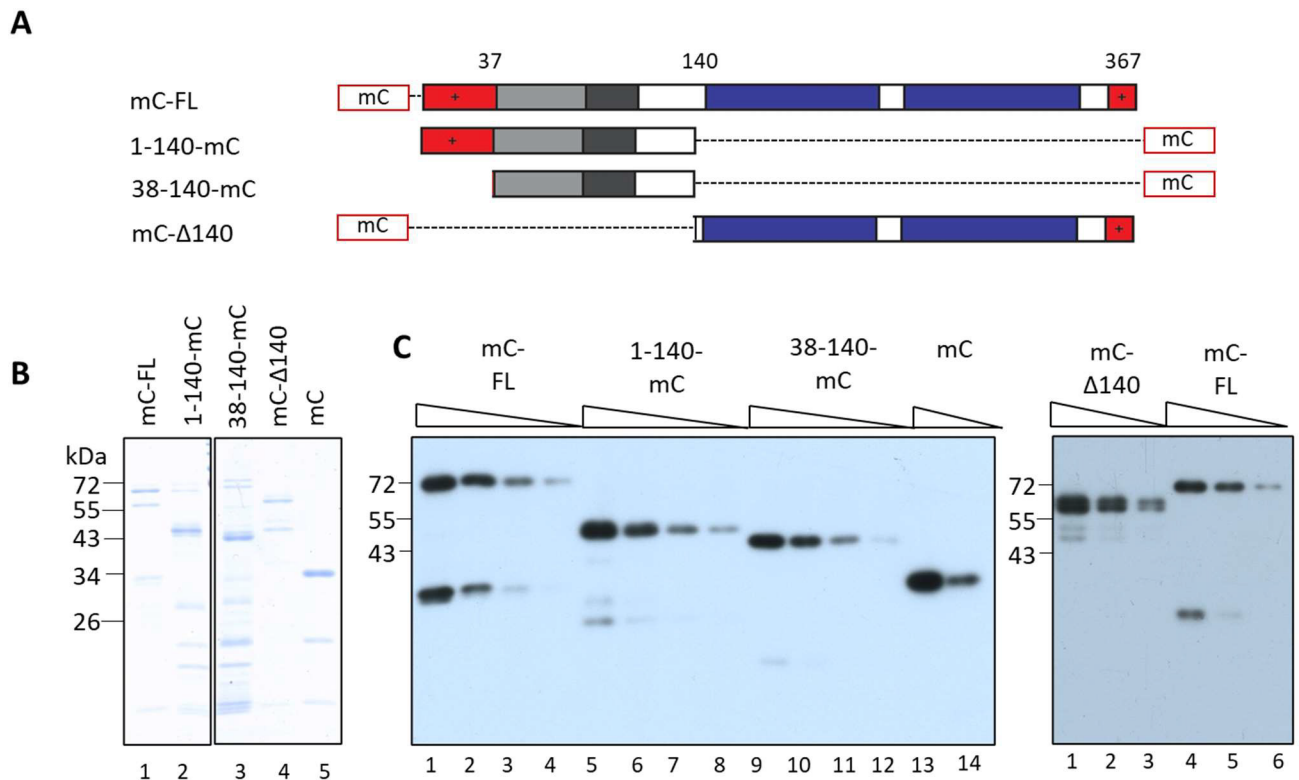 A
37 140 367
mC-FL mC + +
1-140-mC + mC
38-140-mC mC
mC-Δ140 mC +
B
mC-FL 1-140-mC 38-140-mC mC-Δ140 mC
kDa
72
55
43
34
26
1 2 3 4 5
C
mC- 1-140- 38-140- mC
FL mC mC
72
55
43
1 2 3 4 5 6 7 8 9 10 11 12 13 14
mC- mC-
Δ140 FL
72
55
43
1 2 3 4 5 6